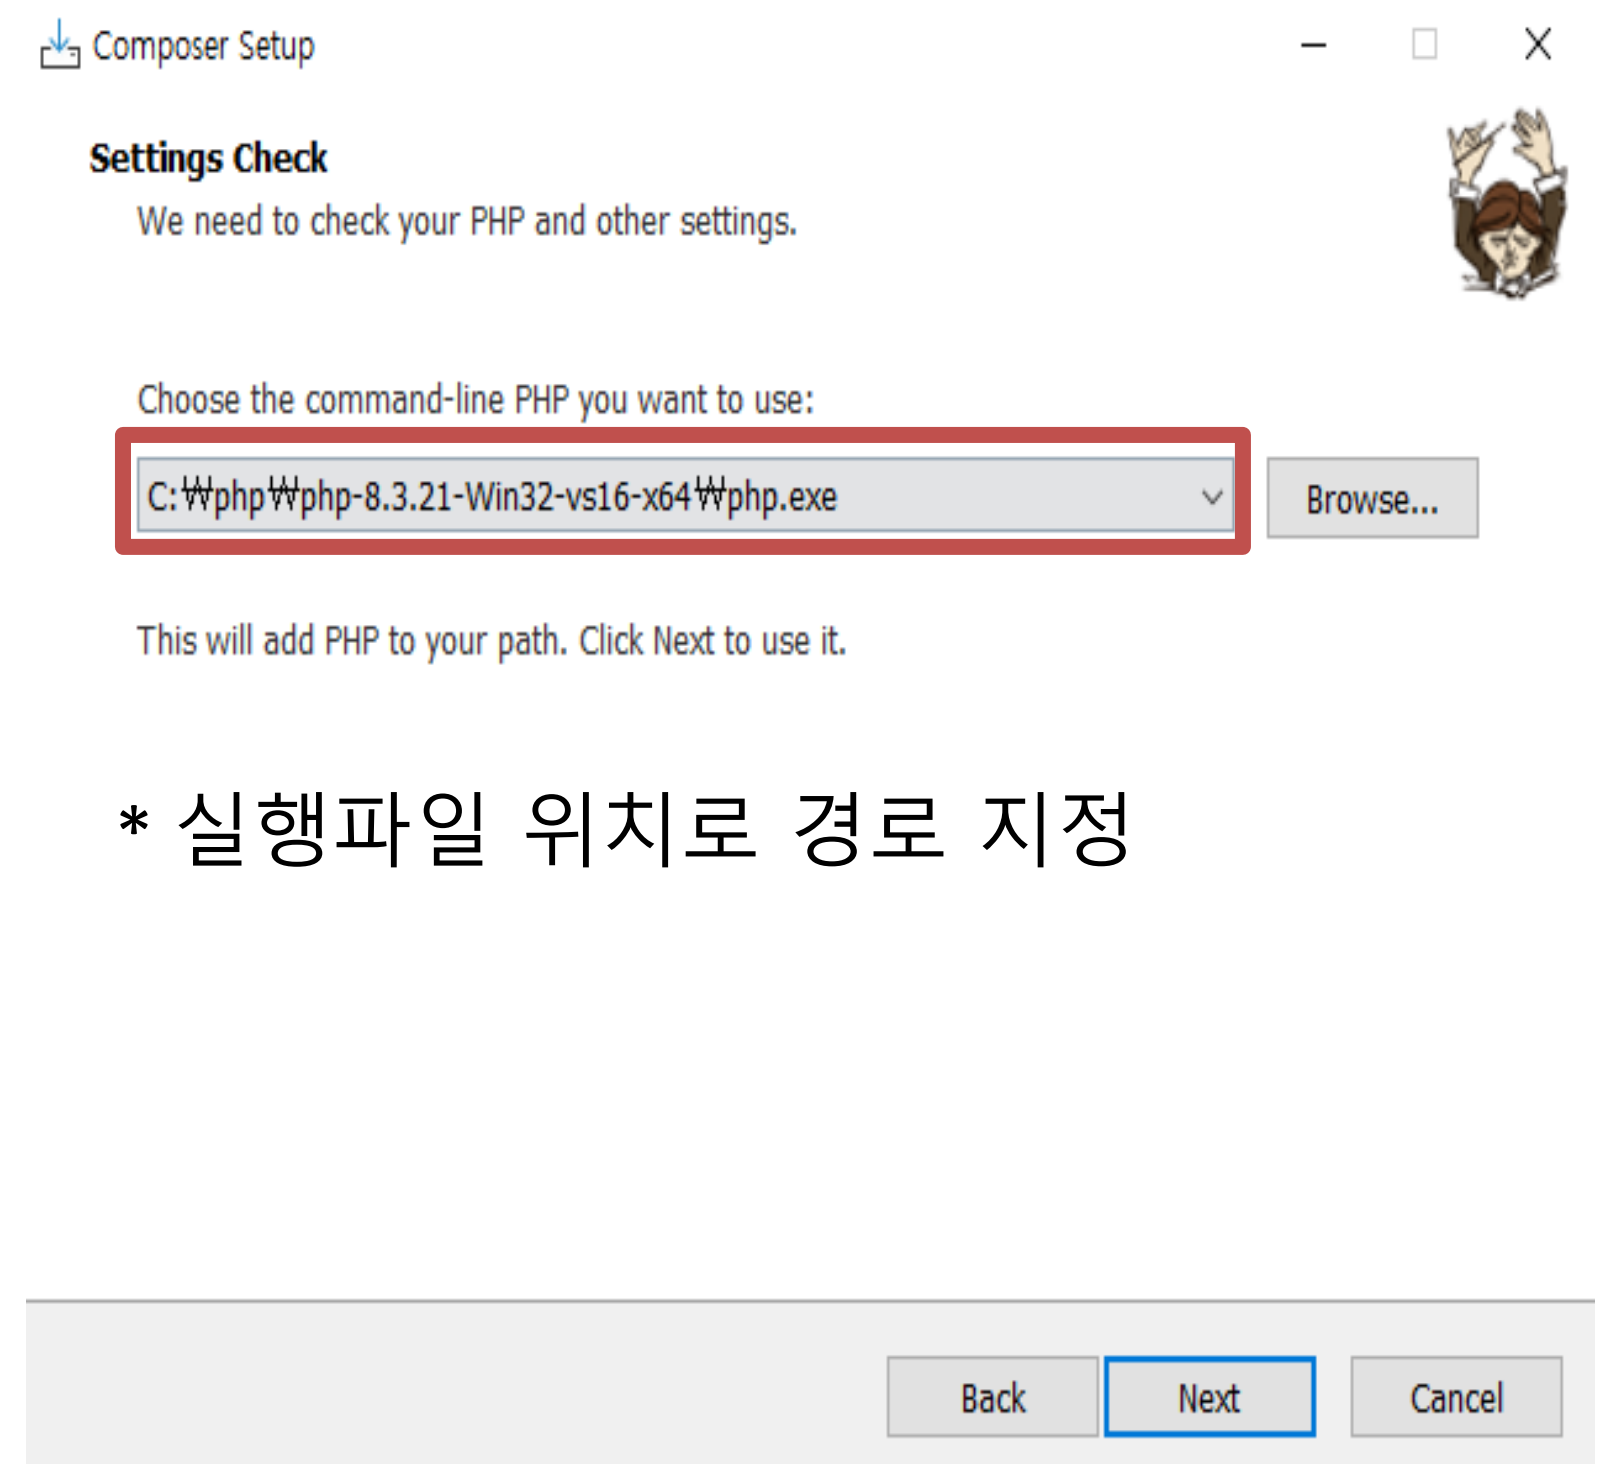 Composer Setup
Settings Check
We need to check your PHP and other settings.
Choose the command-line PHP you want to use:
C:₩php₩php-8.3.21-Win32-vs16-x64₩php.exe
Browse...
This will add PHP to your path. Click Next to use it.
* 실행파일 위치로 경로 지정
Back
Next
Cancel